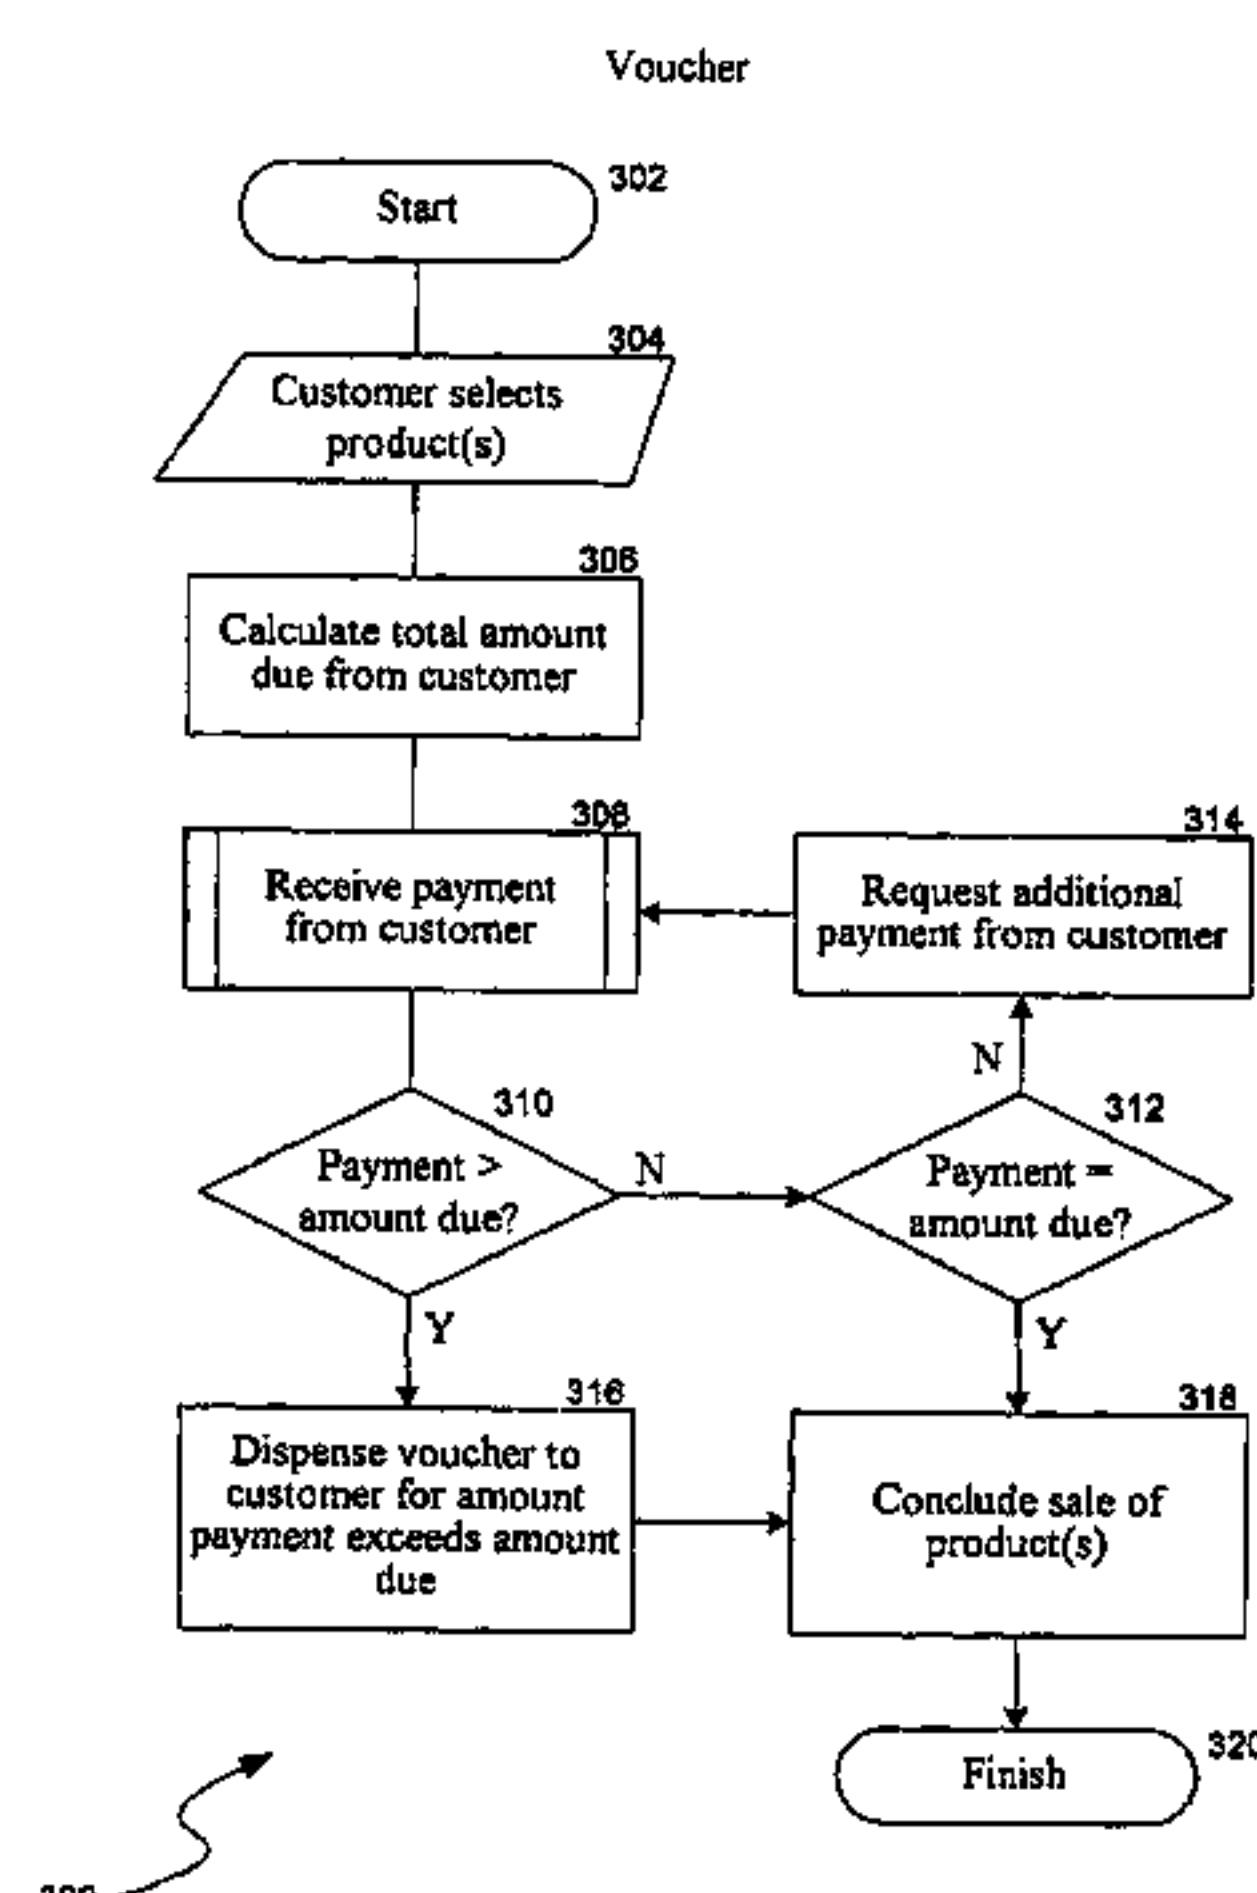 Voucher
Start
302
304
Customer selects
product(s)
306
Calculate total amount
due from customer
308
Receive payment
from customer
314
Request additional
payment from customer
N
310
Payment >
amount due?
N
312
Payment =
amount due?
Y
Y
316
Dispense voucher to
customer for amount
payment exceeds amount
due
318
Conclude sale of
product(s)
Finish
320